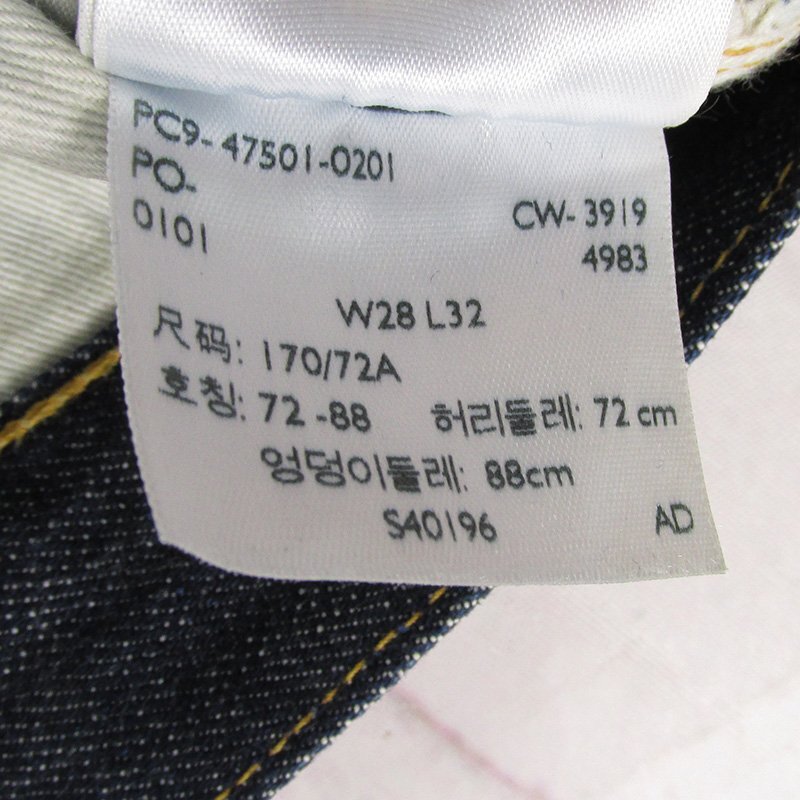 PC9-47501-0201
PO-
0101
CW-3919
4983
W28 L32
尺码: 170/72A
호칭: 72-88 허리둘레: 72 cm
엉덩이둘레: 88cm
S40196 AD